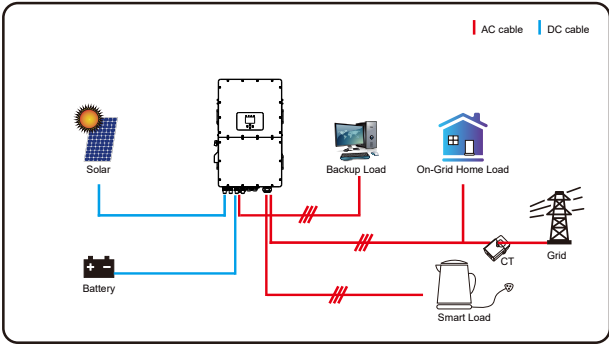 AC cable
DC cable
Solar
Backup Load
On-Grid Home Load
CT
Grid
Battery
Smart Load